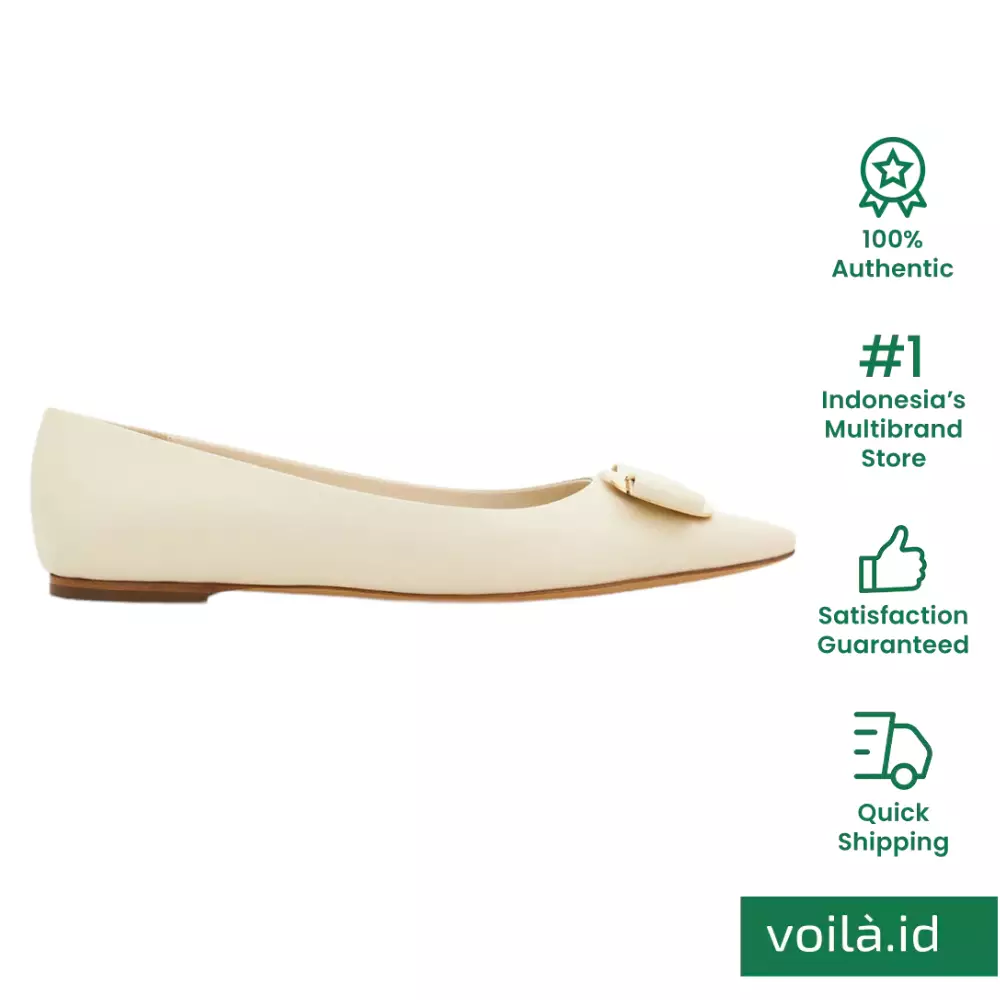 100%
Authentic
#1
Indonesia's
Multibrand
Store
Satisfaction
Guaranteed
Quick
Shipping
voilà.id